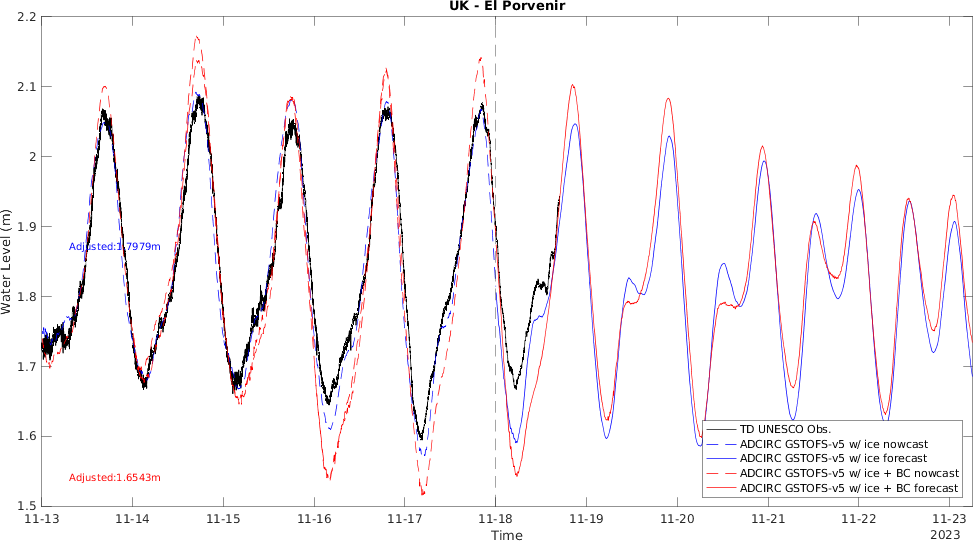 UK - El Porvenir
2.2
2.1
2
1.9
1.8
1.7
1.6
1.5
Water Level (m)
Adjusted:1.7979m
Adjusted:1.6543m
TD UNESCO Obs.
ADCIRC GSTOFS-v5 w/ ice nowcast
ADCIRC GSTOFS-v5 w/ ice forecast
ADCIRC GSTOFS-v5 w/ ice + BC nowcast
ADCIRC GSTOFS-v5 w/ ice + BC forecast
11-13 11-14 11-15 11-16 11-17 11-18 11-19 11-20 11-21 11-22 11-23
Time 2023